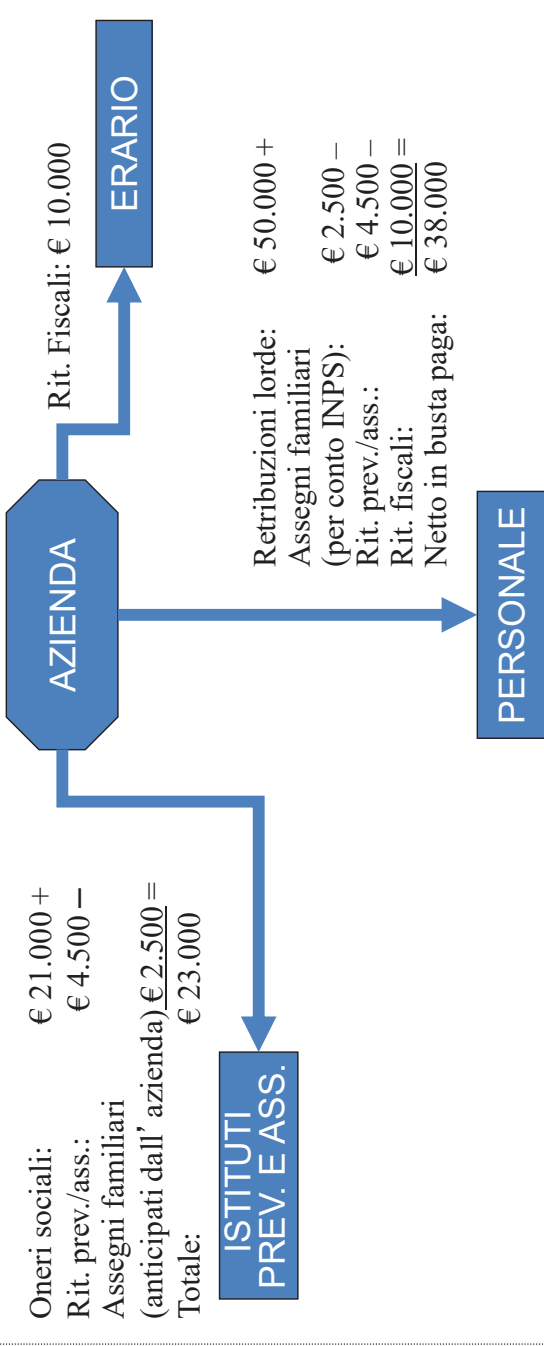 AZIENDA
Oneri sociali: € 21.000 +
Rit. prev./ass.: € 4.500 –
Assegni familiari
(anticipati dall’ azienda) € 2.500 =
Totale: € 23.000
Rit. Fiscali: € 10.000
ISTITUTI
PREV. E ASS.
ERARIO
Retribuzioni lorde: € 50.000 +
Assegni familiari
(per conto INPS): € 2.500 –
Rit. prev./ass.: € 4.500 –
Rit. fiscali: € 10.000 =
Netto in busta paga: € 38.000
PERSONALE